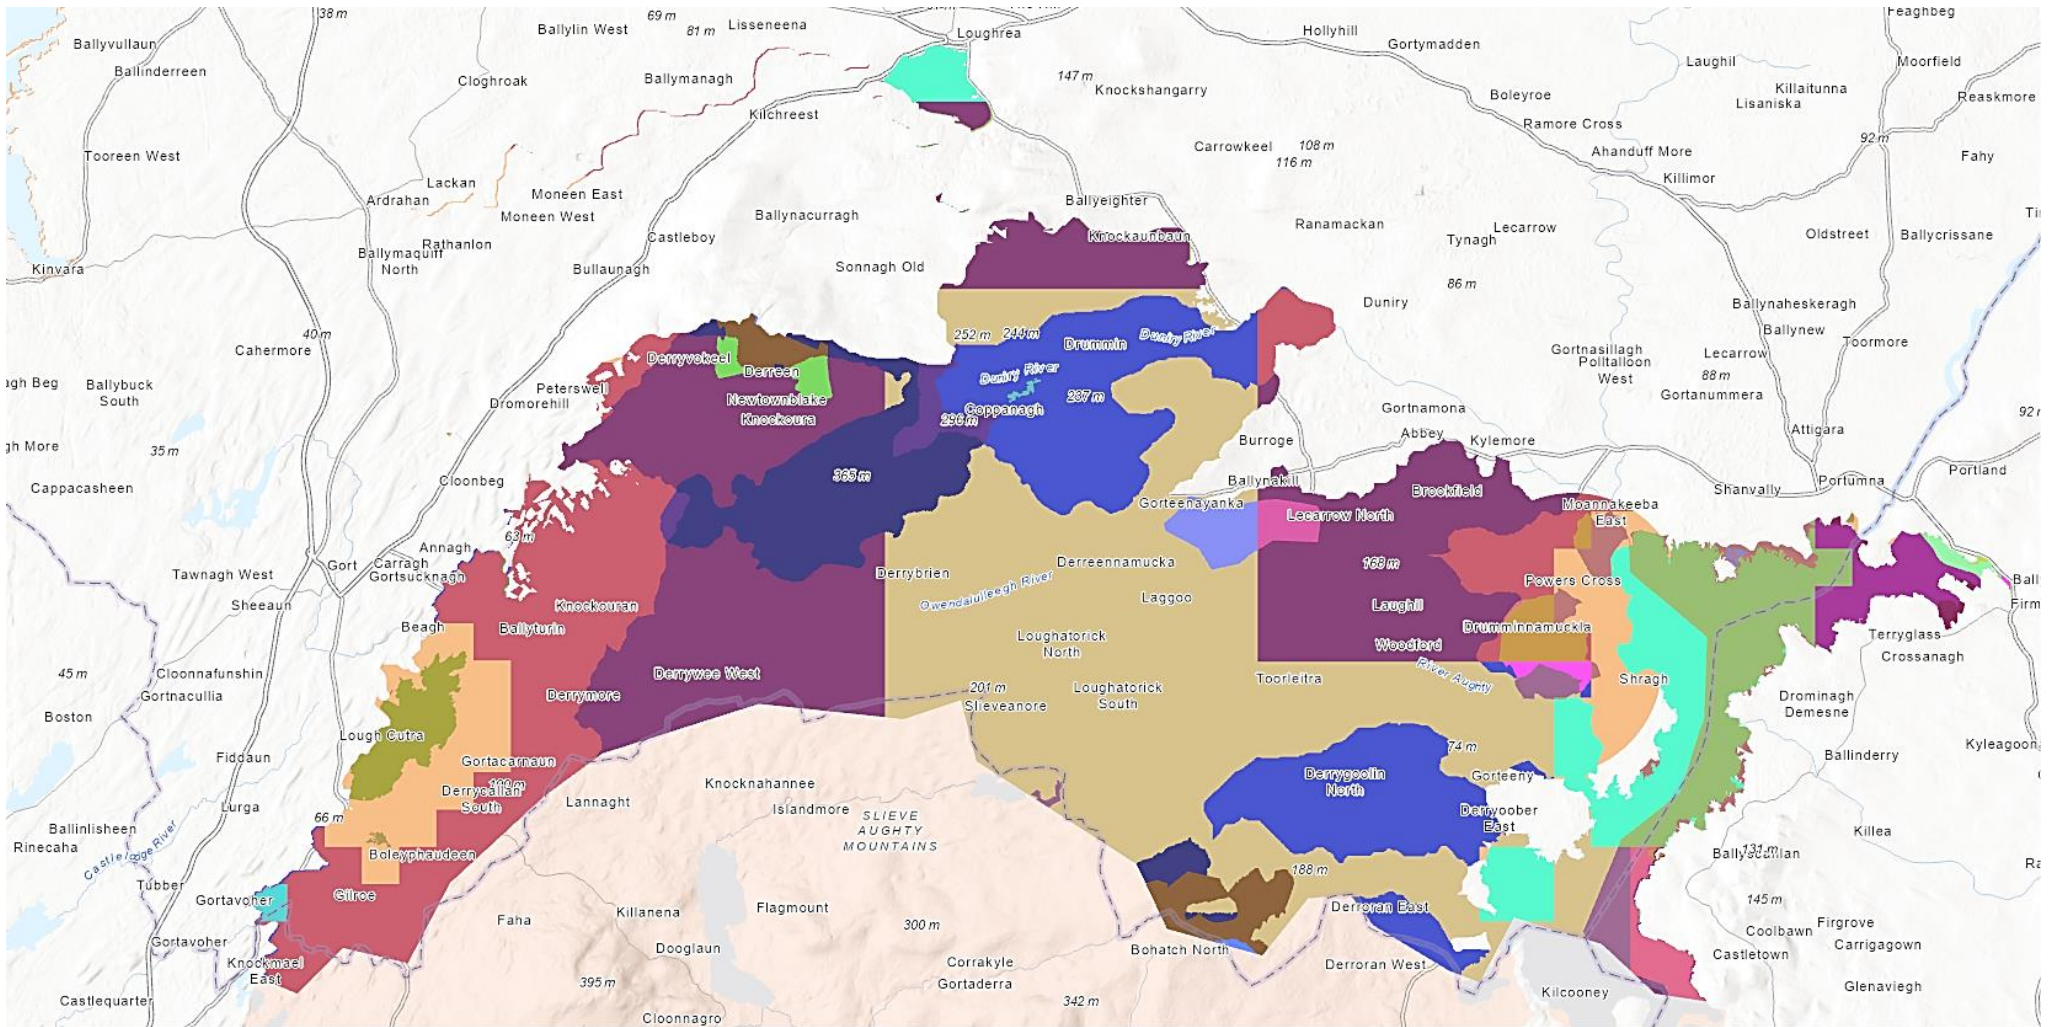 38 m
69 m
Feaghbeg
Ballyvullaun
Ballylin West
81 m
Lisseneena
Loughrea
Hollyhill
Gortymadden
Ballinderreen
Cloghroak
Ballymanagh
147 m
Knockshangarry
Laughil
Moorfield
Killaitunna
Lisaniska
Reaskmore
Boleyroe
Kilchreest
Ramore Cross
92 m
Tooreen West
Carrowkeel
108 m
116 m
Ahanduff More
Fahy
Killimor
Lackan
Ardrahan
Moneen East
Moneen West
Ballynacurragh
Ballyeighter
Ranamackan
Lecarrow
Tynagh
Oldstreet
Ballycrissane
Rathanlon
Ballymaquiff
North
Castleboy
Knockaunbaun
Kinvara
Bullaunagh
Sonnagh Old
86 m
Duniry
Ballynaheskeragh
Ballynew
40 m
252 m
244 m
Drummin
Duniry River
Toormore
Cahermore
Derryvokeel
Gortnasillagh
Polltalloon
West
Lecarrow
88 m
Gortanummera
agh Beg
Ballybuck
South
Peterswell
Dromorehill
Derreen
Newtownblake
Knockoura
Duniry River
237 m
Coppanagh
296 m
Gortnamona
92 m
gh More
35 m
Burroge
Abbey
Kylemore
Attigara
Cappacasheen
Cloonbeg
365 m
Ballynakill
Brookfield
Shanvally
Portumna
Portland
Gorteenayanka
Lecarrow North
Moannakeeba
East
63 m
Annagh
Carragh
Gortsucknagh
Gort
Tawnagh West
Sheeaun
Derrybrien
Derreennamucka
168 m
Powers Cross
Ball
Firm
Owendalulleegh River
Laggoo
Laughill
Knockouran
Ballyturin
Beagh
Loughatorick
North
Woodford
Drumminnamuckla
Terryglass
Crossanagh
45 m
Cloonnafunshin
Gortnacullia
Derrywee West
River Aughty
Shragh
Derrymore
201 m
Slieveanore
Loughatorick
South
Toorleitra
Drominagh
Demesne
Boston
Lough Cutra
74 m
Fiddaun
Gortacarnaun
Derrycallan
South
Knocknahannee
Derrygoolin
North
Gorteeny
Ballinderry
Kyleagoon
Lurga
66 m
Lannaght
Islandmore
SLIEVE
AUGHTY
MOUNTAINS
Derryoober
East
Ballinlisheen
Rinecaha
Castlelodge River
Killea
Boleyphaudeen
188 m
131 m
Tubber
Gortavoher
Gilroe
Faha
Killanena
Flagmount
300 m
Derroran East
145 m
Firgrove
Coolbawn
Carrigagown
Gortavoher
Dooglaun
Bohatch North
Castletown
Knockmael
East
395 m
Corrakyle
Gortaderra
Derroran West
Castlequarter
342 m
Kilcooney
Glenaviegh
Cloonnagro